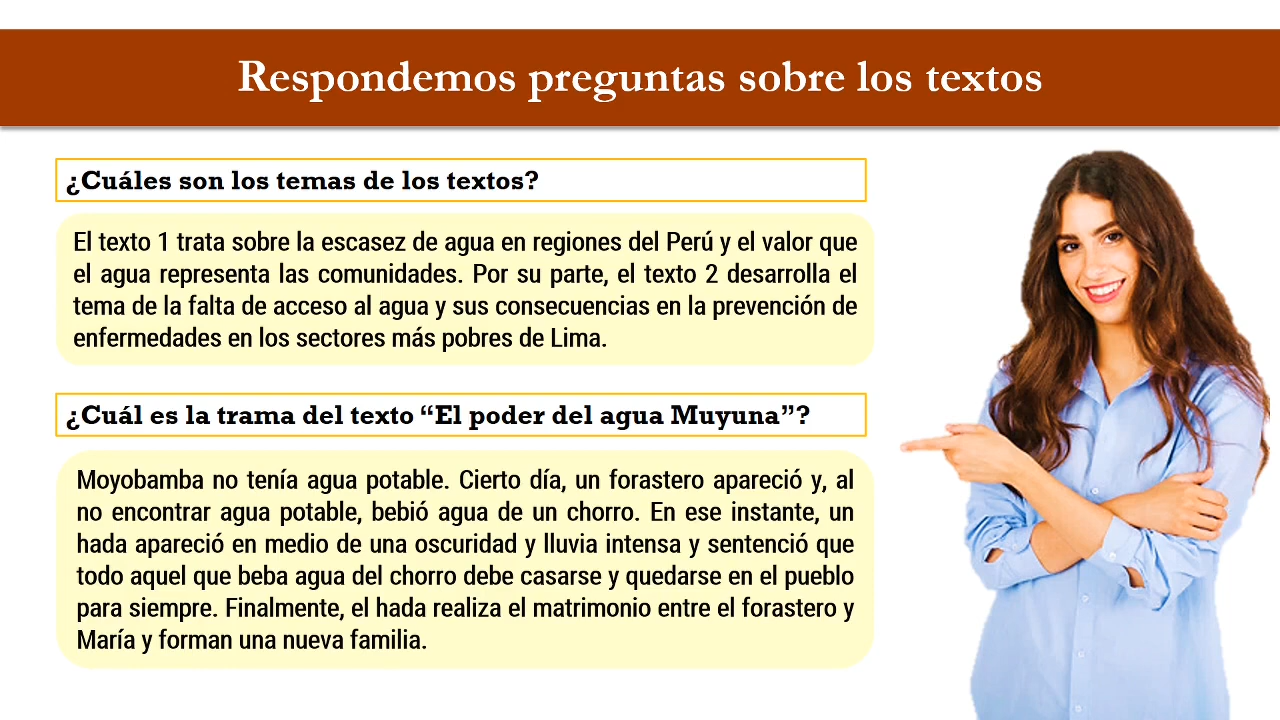 Respondemos preguntas sobre los textos
¿Cuáles son los temas de los textos?
El texto 1 trata sobre la escasez de agua en regiones del Perú y el valor que
el agua representa las comunidades. Por su parte, el texto 2 desarrolla el
tema de la falta de acceso al agua y sus consecuencias en la prevención de
enfermedades en los sectores más pobres de Lima.
¿Cuál es la trama del texto “El poder del agua Muyuna”?
Moyobamba no tenía agua potable. Cierto día, un forastero apareció y, al
no encontrar agua potable, bebió agua de un chorro. En ese instante, un
hada apareció en medio de una oscuridad y lluvia intensa y sentenció que
todo aquel que beba agua del chorro debe casarse y quedarse en el pueblo
para siempre. Finalmente, el hada realiza el matrimonio entre el forastero y
María y forman una nueva familia.